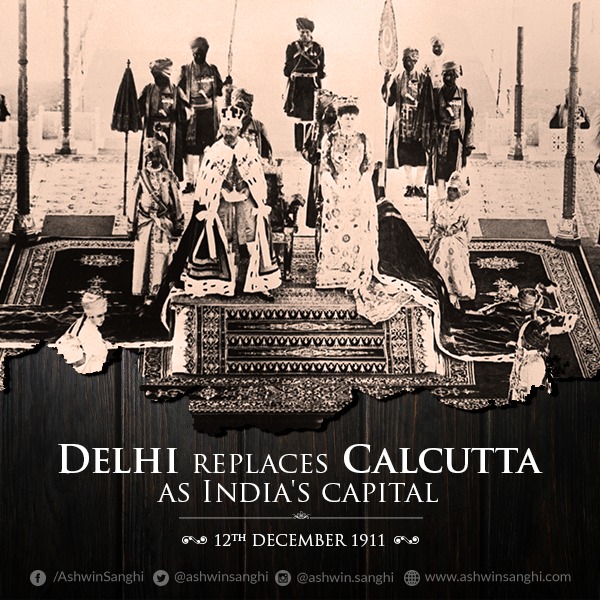 DELHI REPLACES CALCUTTA
AS INDIA'S CAPITAL
12TH DECEMBER 1911
/AshwinSanghi @ashwinsanghi @ashwin.sanghi www.ashwinsanghi.com